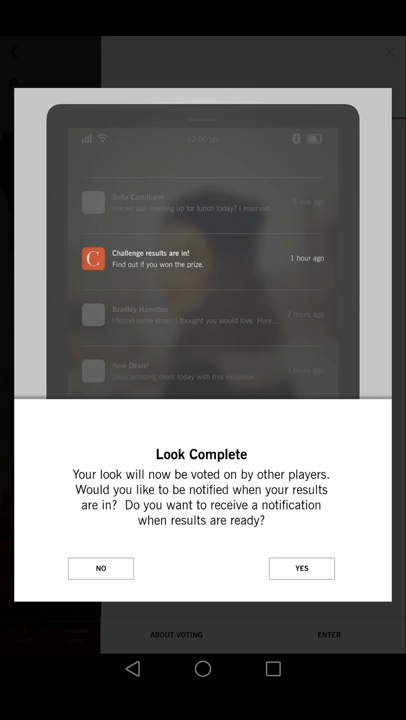 12:00 pm
Bella Castillano
5 min ago
Are we still meeting up for lunch today? I reserved...
C
Challenge results are in!
1 hour ago
Find out if you won the prize.
Bradley Hamilton
2 hours ago
I found some shoes I thought you would love. Here...
New Deals!
3 hours ago
Shop amazing deals today with this exclusive...
Look Complete
Your look will now be voted on by other players.
Would you like to be notified when your results
are in? Do you want to receive a notification
when results are ready?
NO
YES
ABOUT VOTING
ENTER